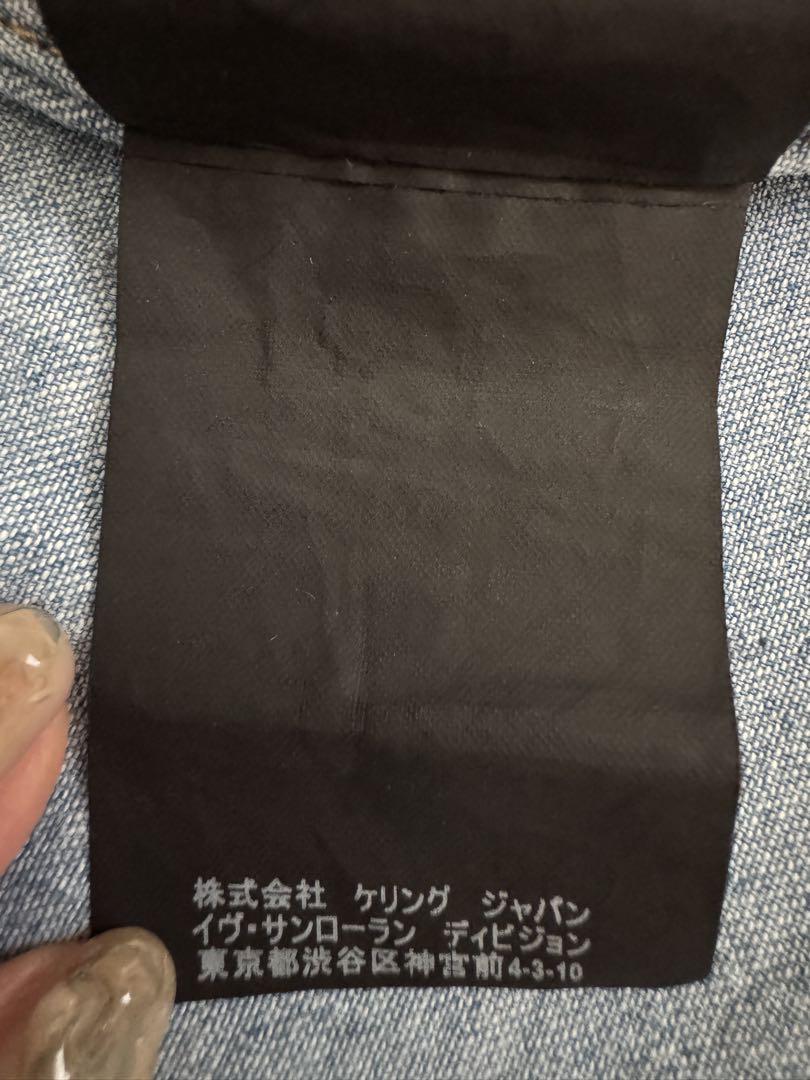 株式会社 ケリング ジャパン
イヴ・サンローラン ディビジョン
東京都渋谷区神宮前4-3-10